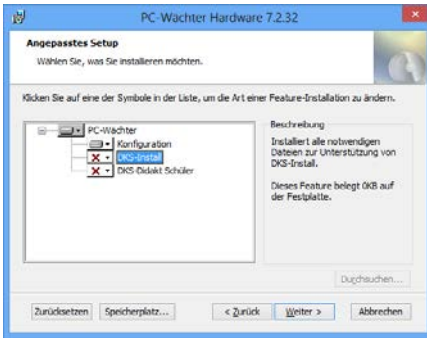 PC-Wächter Hardware 7.2.32
Angepasstes Setup
Wählen Sie, was Sie installieren möchten.
Klicken Sie auf eine der Symbole in der Liste, um die Art einer Feature-Installation zu ändern.
PC-Wächter
Konfiguration
DKS-Install
DKS-Didakt Schüler
Beschreibung
Installiert alle notwendigen
Dateien zur Unterstützung von
DKS-Install.
Dieses Feature belegt 0KB auf
der Festplatte.
Durchsuchen...
Zurücksetzen Speicherplatz... < Zurück Weiter > Abbrechen